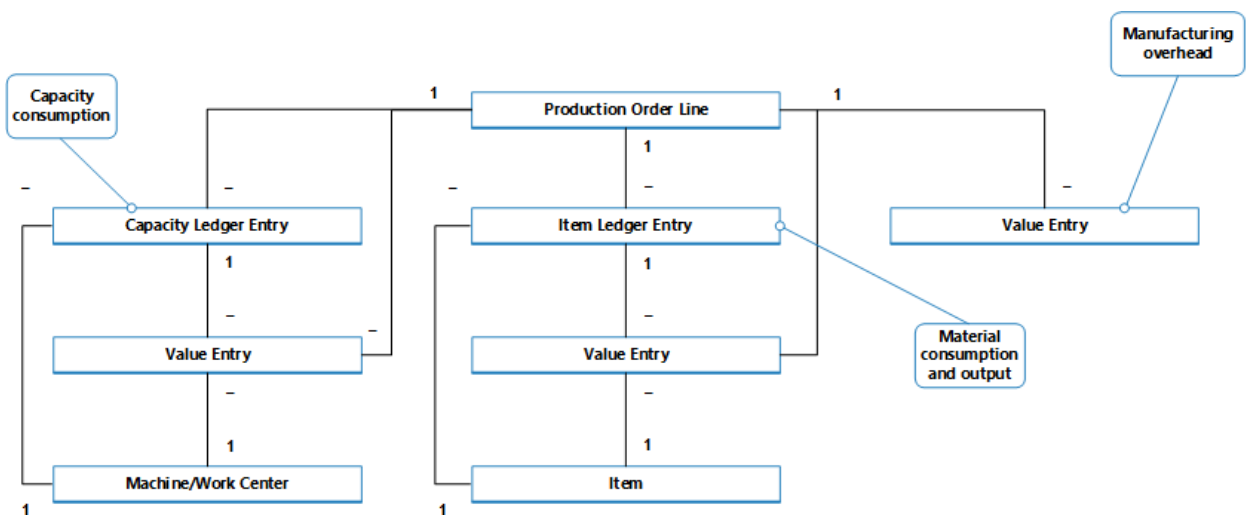 Manufacturing
overhead
Capacity
consumption
1
Production Order Line
1
1
–
–
–
–
–
Capacity Ledger Entry
Item Ledger Entry
Value Entry
1
1
–
–
–
Value Entry
Value Entry
Material
consumption
and output
–
–
1
1
Machine/Work Center
Item
1
1